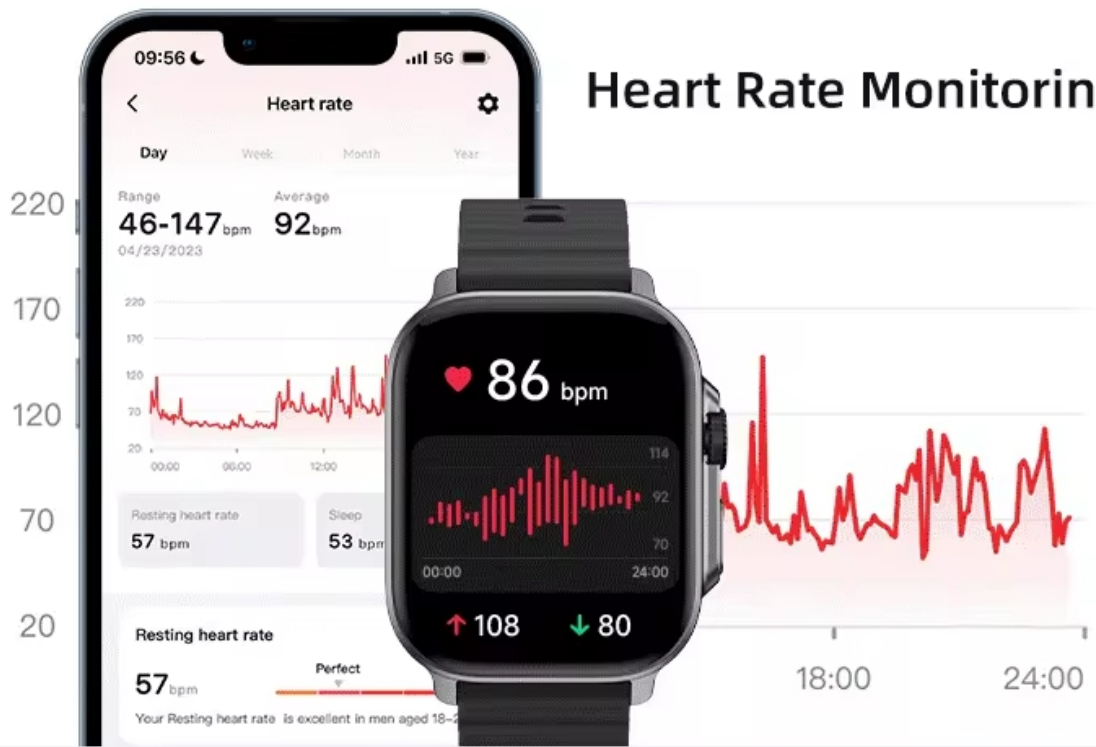 09:56
5G
Heart Rate Monitorin
Heart rate
Day Week Month Year
Range Average
46-147bpm 92bpm
04/23/2023
220
170
120
70
20
220
170
120
70
20
00:00 06:00 12:00
Resting heart rate
57 bpm
Sleep
53 bpm
Resting heart rate
Perfect
57bpm
Your Resting heart rate is excellent in men aged 18-2
86 bpm
114
92
70
00:00 24:00
108 80
18:00 24:00